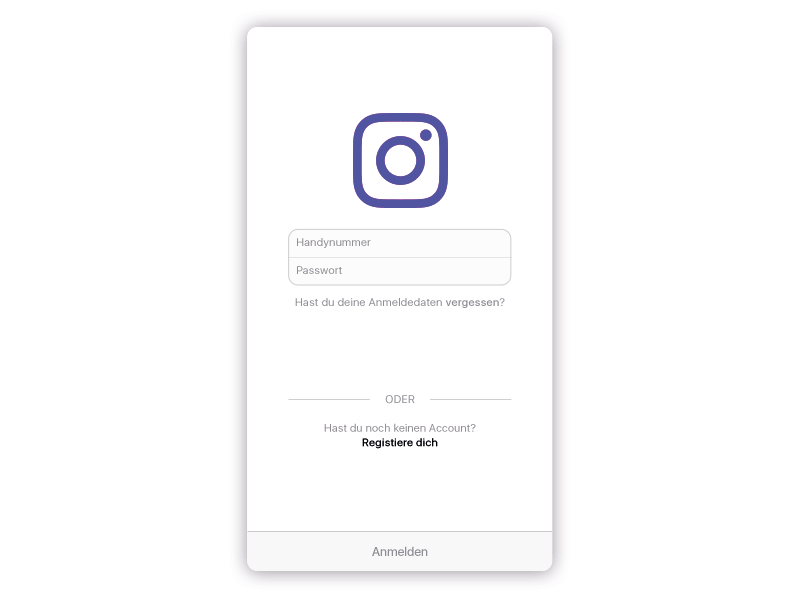 Handynummer
Passwort
Hast du deine Anmeldedaten vergessen?
ODER
Hast du noch keinen Account?
Registiere dich
Anmelden